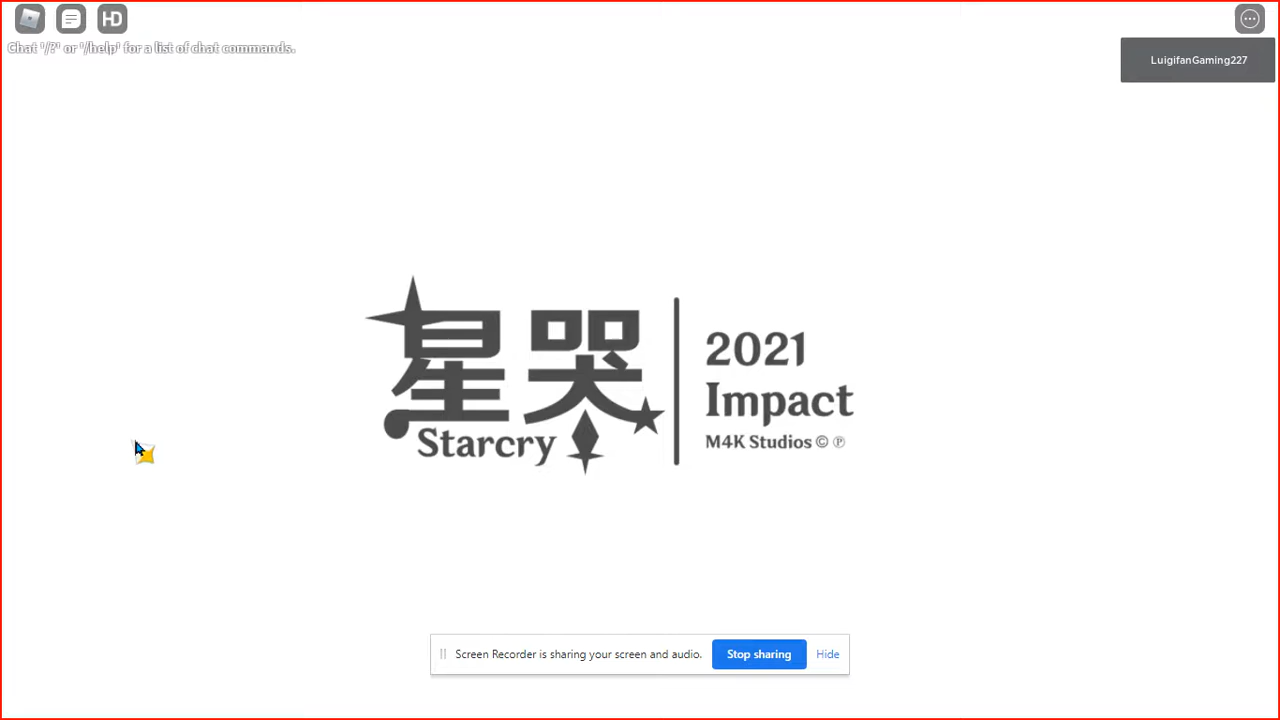 HD
Chat '/?' or '/help' for a list of chat commands.
LuigifanGaming227
星哭
Starcry
2021
Impact
M4K Studios © ℗
Screen Recorder is sharing your screen and audio.
Stop sharing
Hide